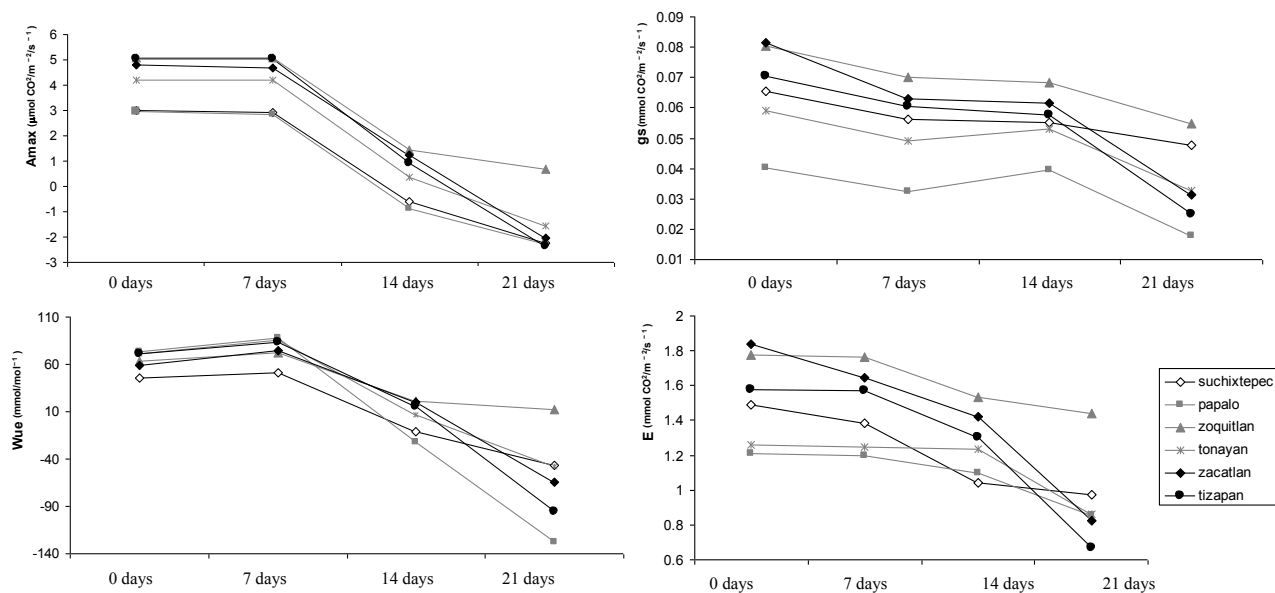 Amax (µmol CO²/m⁻²/s⁻¹)
6
5
4
3
2
1
0
-1
-2
-3
0 days 7 days 14 days 21 days
gs (mmol CO²/m⁻²/s⁻¹)
0.09
0.08
0.07
0.06
0.05
0.04
0.03
0.02
0.01
0 days 7 days 14 days 21 days
Wue (mmol/mol⁻¹)
110
60
10
-40
-90
-140
0 days 7 days 14 days 21 days
E (mmol CO²/m⁻²/s⁻¹)
2
1.8
1.6
1.4
1.2
1
0.8
0.6
0 days 7 days 14 days 21 days
suchixtepec
papalo
zoquitlan
tonayan
zacatlan
tizapan